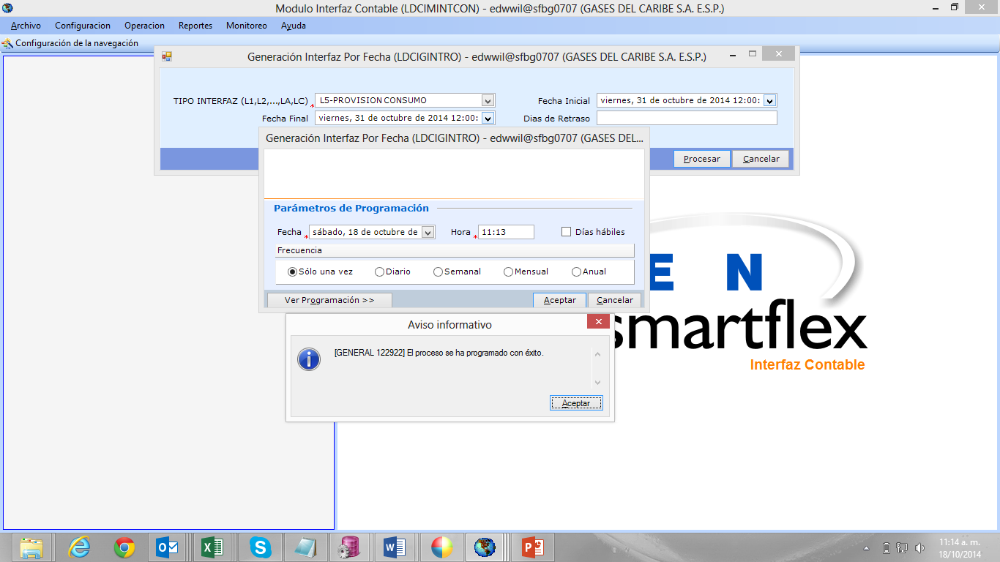 Modulo Interfaz Contable (LDCIMINTCON) - edwwil@sfbg0707 (GASES DEL CARIBE S.A. E.S.P.)
Archivo Configuracion Operacion Reportes Monitoreo Ayuda
Configuración de la navegación
Generación Interfaz Por Fecha (LDCIGINTRO) - edwwil@sfbg0707 (GASES DEL CARIBE S.A. E.S.P.)
TIPO INTERFAZ (L1,L2,...,LA,LC) * L5-PROVISION CONSUMO Fecha Inicial viernes, 31 de octubre de 2014 12:00:
Fecha Final viernes, 31 de octubre de 2014 12:00: Dias de Retraso
Procesar Cancelar
Generación Interfaz Por Fecha (LDCIGINTRO) - edwwil@sfbg0707 (GASES DEL...
Parámetros de Programación
Fecha * sábado, 18 de octubre de Hora * 11:13 Días hábiles
Frecuencia
Sólo una vez Diario Semanal Mensual Anual
Ver Programación >> Aceptar Cancelar
E N
smartflex
Interfaz Contable
Aviso informativo
[GENERAL 122922] El proceso se ha programado con éxito.
Aceptar
11:14 a. m.
18/10/2014